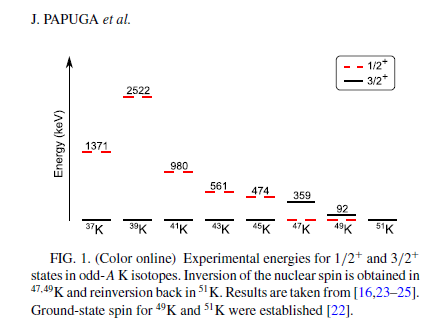 J. PAPUGA et al.
1/2+
3/2+
2522
1371
980
561
474
359
92
Energy (keV)
37K 39K 41K 43K 45K 47K 49K 51K
FIG. 1. (Color online) Experimental energies for 1/2+ and 3/2+
states in odd-A K isotopes. Inversion of the nuclear spin is obtained in
47,49K and reinversion back in 51K. Results are taken from [16,23–25].
Ground-state spin for 49K and 51K were established [22].